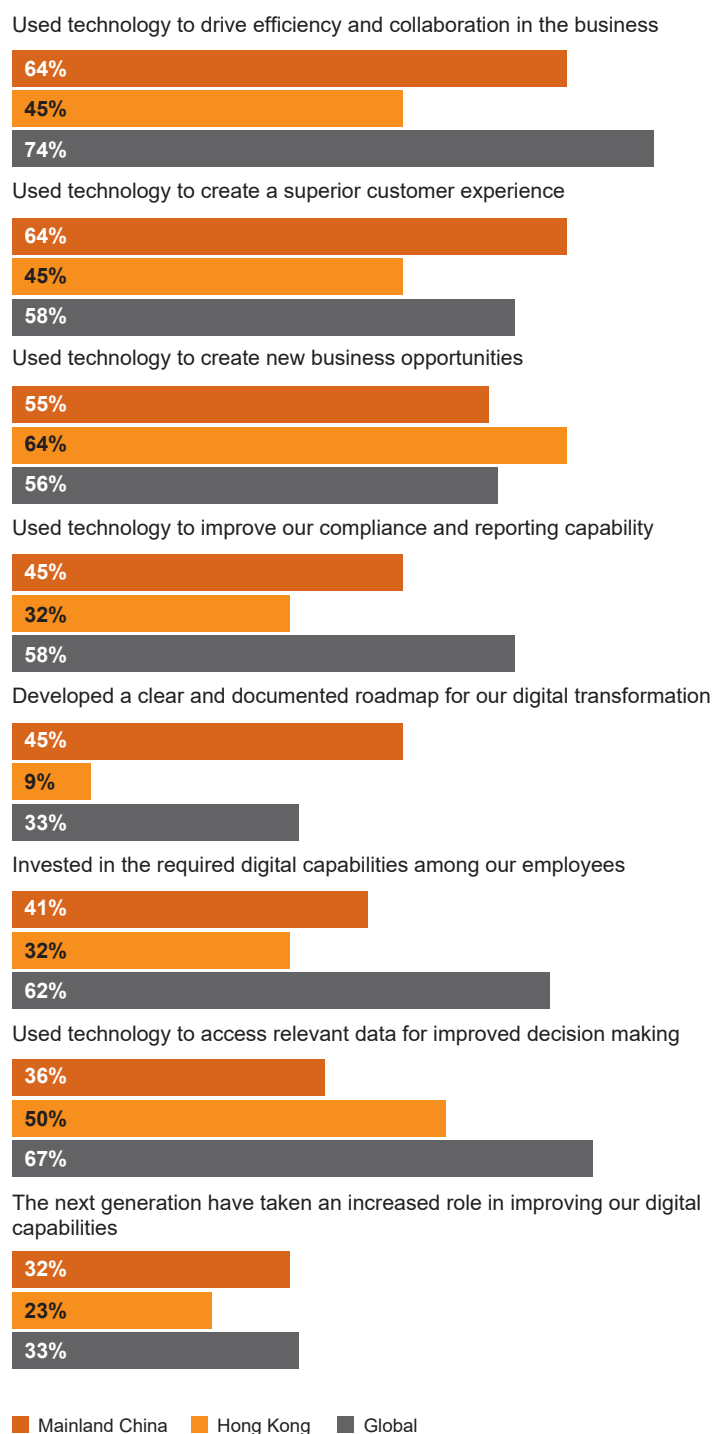 Used technology to drive efficiency and collaboration in the business
64%
45%
74%
Used technology to create a superior customer experience
64%
45%
58%
Used technology to create new business opportunities
55%
64%
56%
Used technology to improve our compliance and reporting capability
45%
32%
58%
Developed a clear and documented roadmap for our digital transformation
45%
9%
33%
Invested in the required digital capabilities among our employees
41%
32%
62%
Used technology to access relevant data for improved decision making
36%
50%
67%
The next generation have taken an increased role in improving our digital
capabilities
32%
23%
33%
Mainland China Hong Kong Global